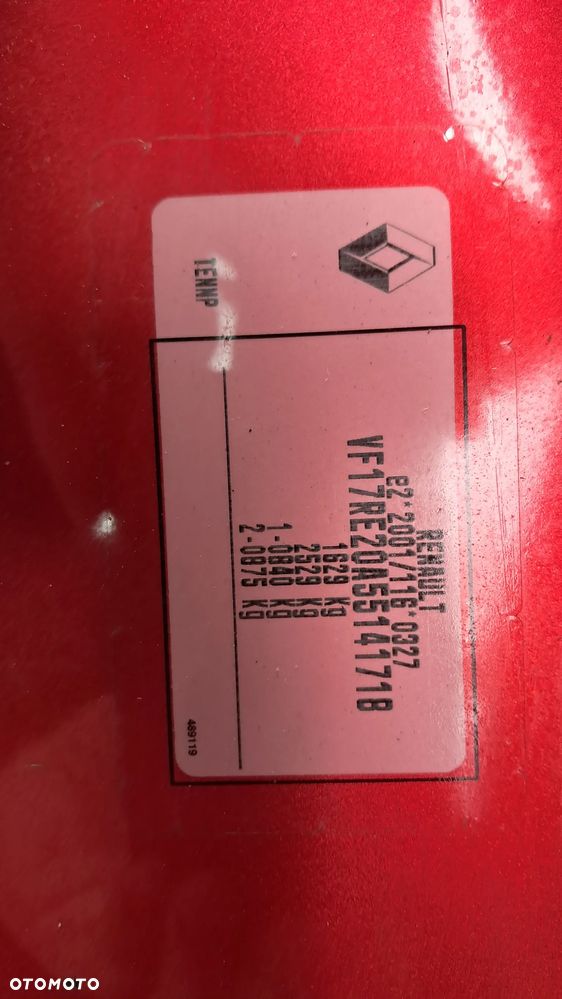 RENAULT
e2*2001/116*0327
VF17RE20A55141718
1629 kg
2529 kg
1-0840 kg
2-0875 kg
TENNP
489119
OTOMOTO